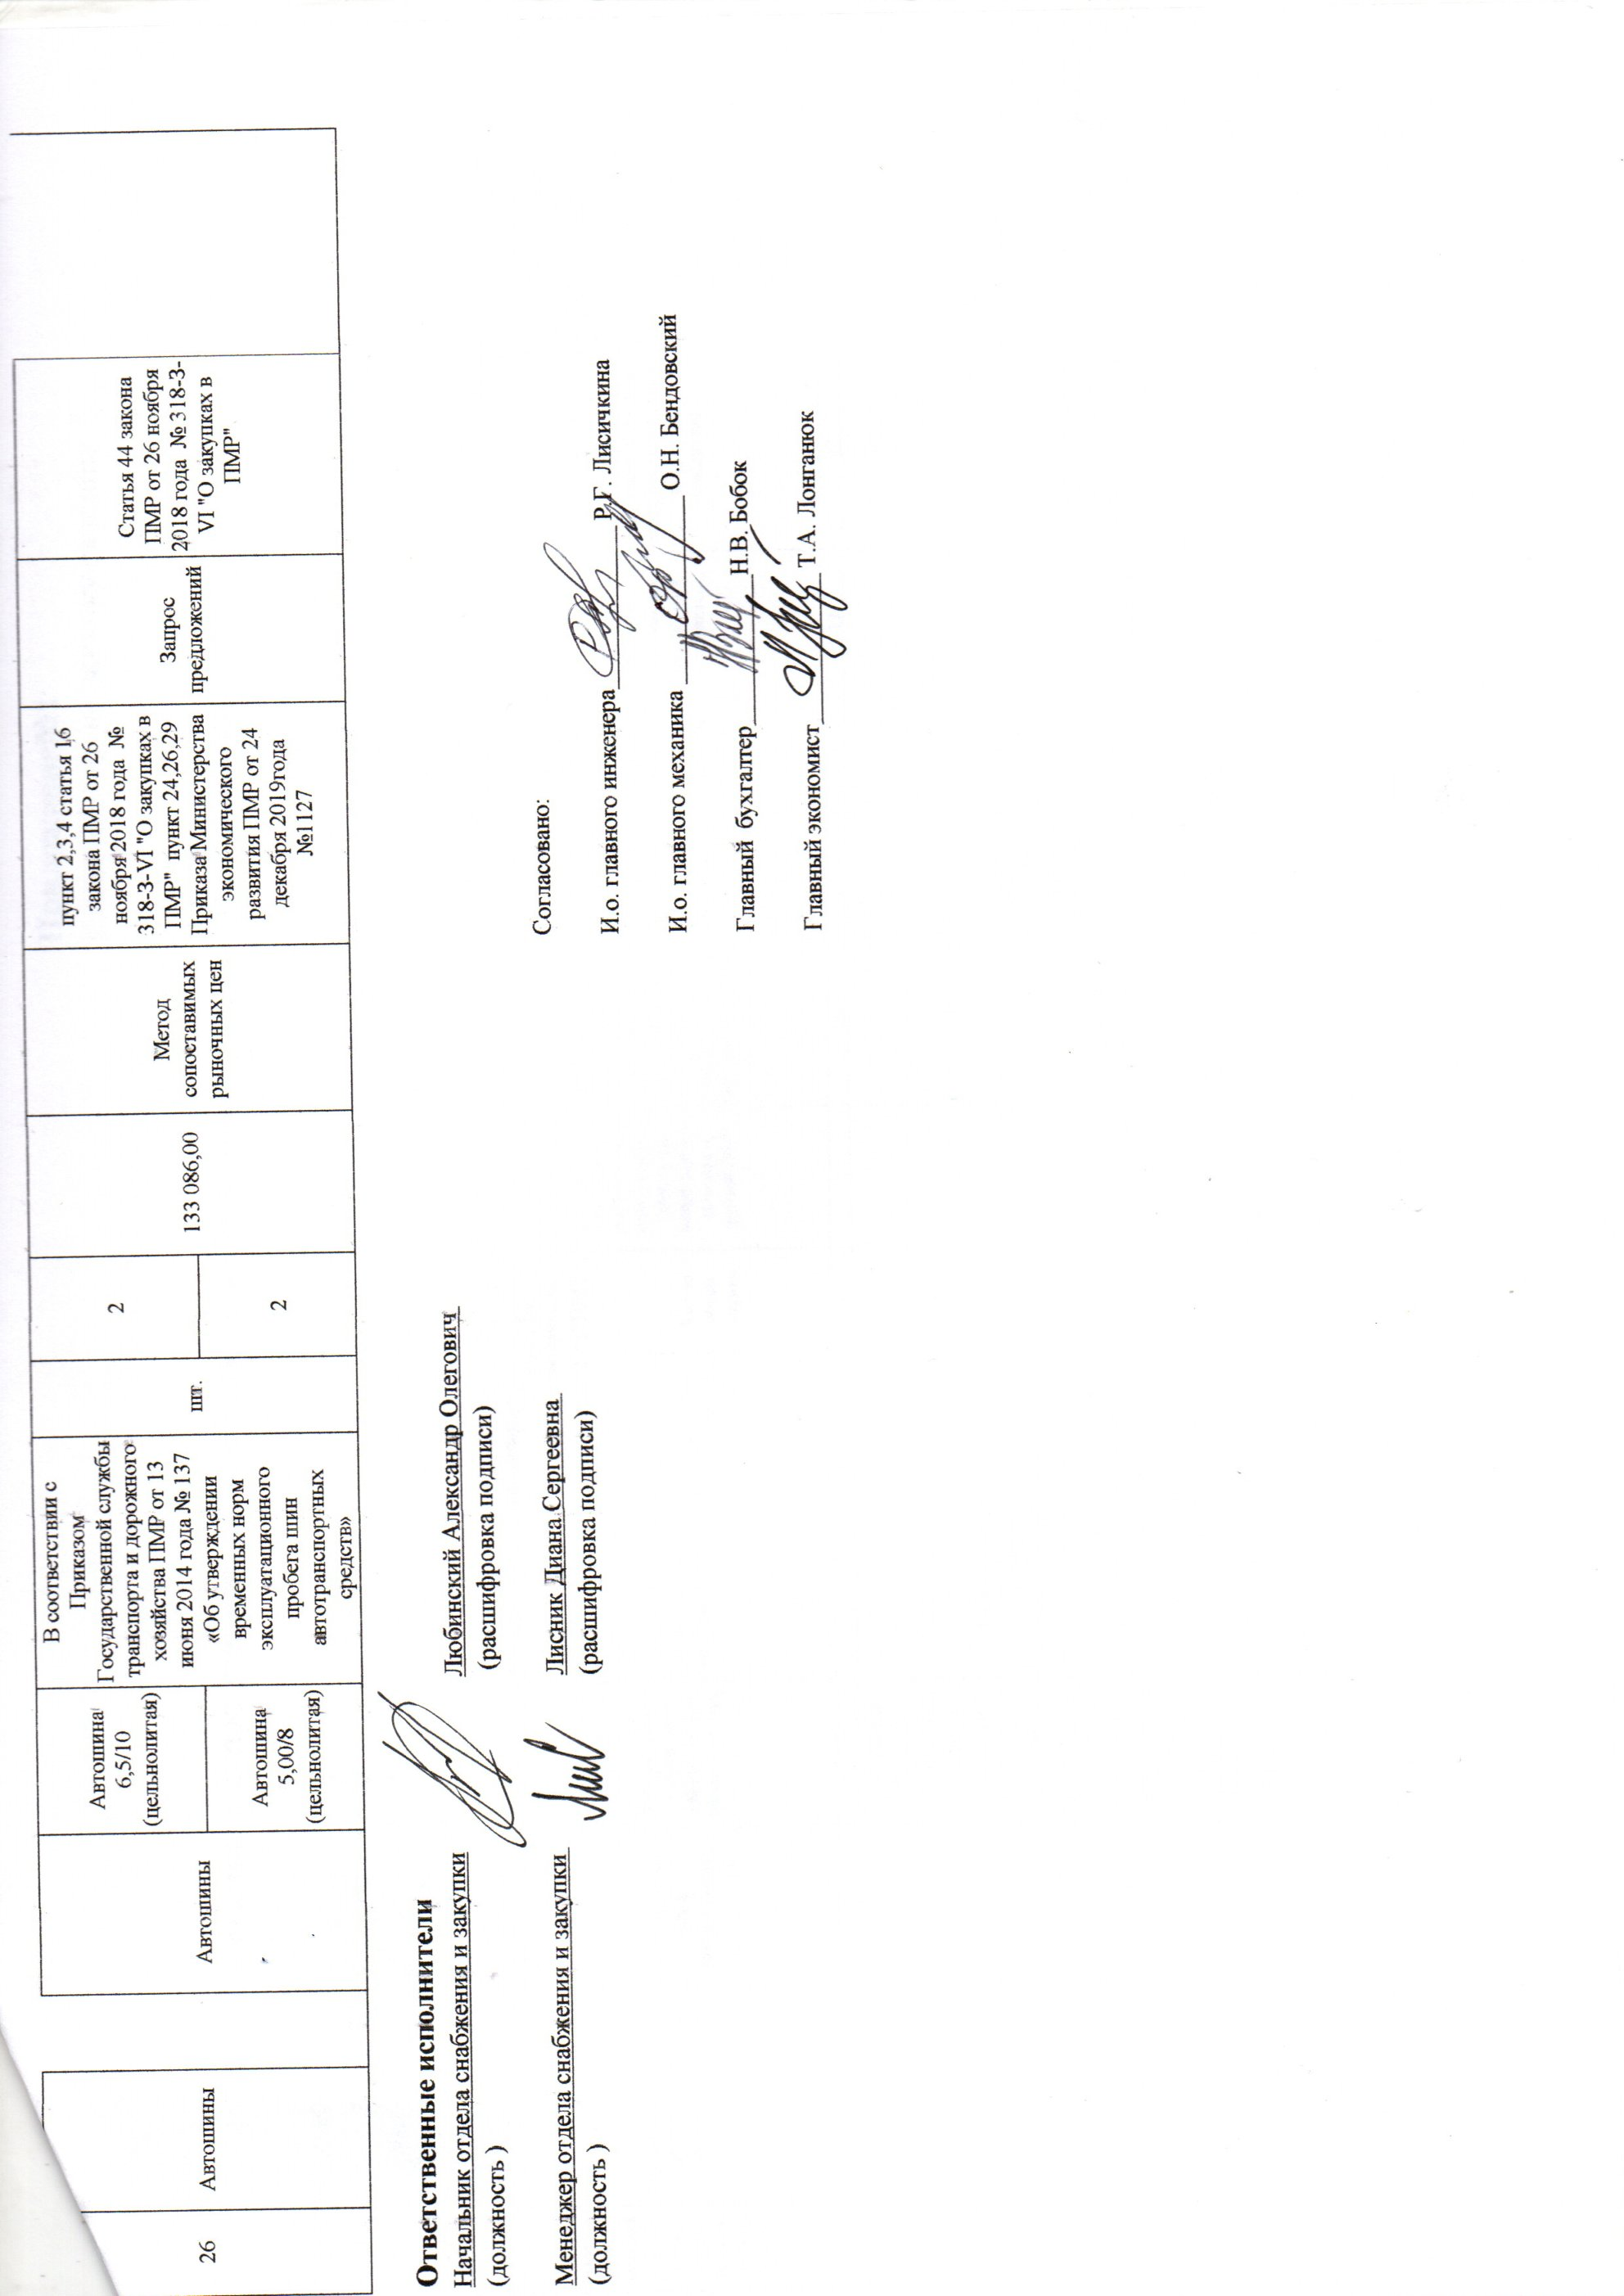 26
Автошины
Автошины
Автошина
6,5/10
(цельнолитая)
Автошина
5,00/8
(цельнолитая)
В соответствии с
Приказом
Государственной службы
транспорта и дорожного
хозяйства ПМР от 13
июня 2014 года № 137
«Об утверждении
временных норм
эксплуатационного
пробега шин
автотранспортных
средств»
шт.
2
2
133 086,00
Метод
сопоставимых
рыночных цен
пункт 2,3,4 статья 16
закона ПМР от 26
ноября 2018 года №
318-З-VI "О закупках в
ПМР" пункт 24,26,29
Приказа Министерства
экономического
развития ПМР от 24
декабря 2019года
№1127
Запрос
предложений
Статья 44 закона
ПМР от 26 ноября
2018 года № 318-З-
VI "О закупках в
ПМР"
Ответственные исполнители
Начальник отдела снабжения и закупки Любинский Александр Олегович
(должность ) (расшифровка подписи)
Менеджер отдела снабжения и закупки Лисник Диана Сергеевна
(должность ) (расшифровка подписи)
Согласовано:
И.о. главного инженера Р.Г. Лисичкина
И.о. главного механика О.Н. Бендовский
Главный бухгалтер Н.В. Бобок
Главный экономист Т.А. Лонганюк